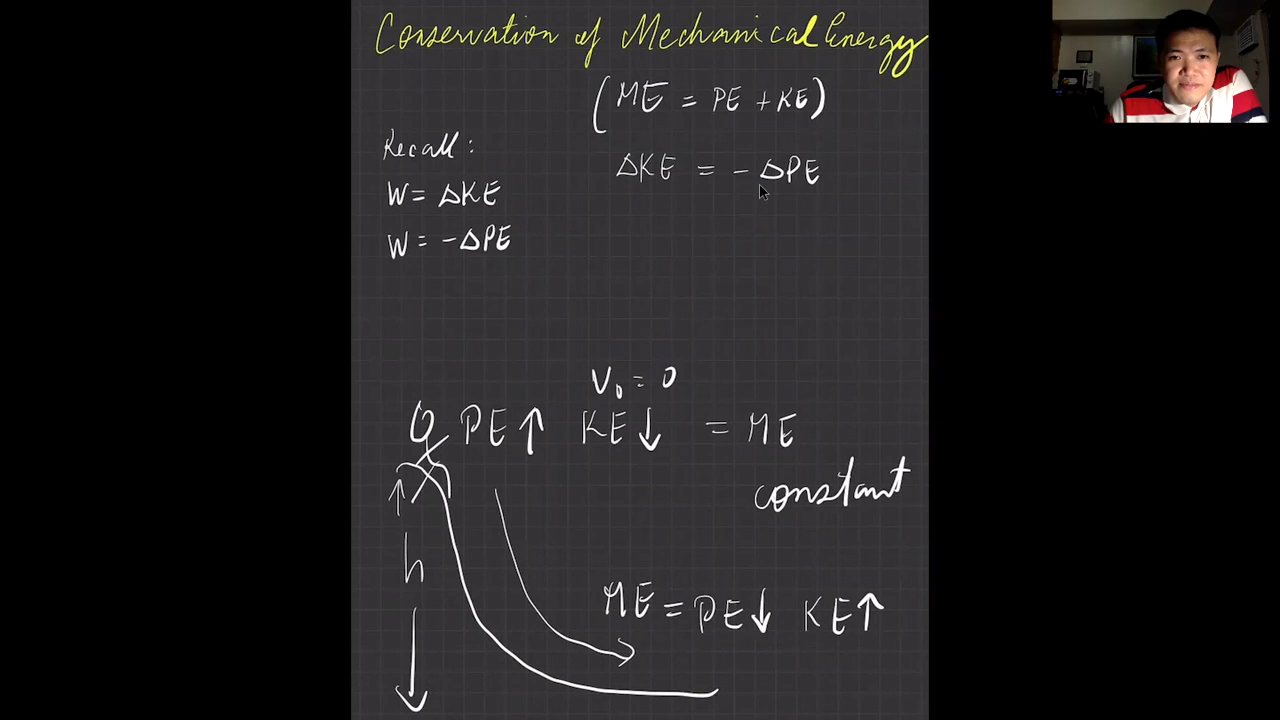 Conservation of Mechanical Energy
(ME = PE + KE)
Recall:
ΔKE = - ΔPE
W = ΔKE
W = -ΔPE
V₀ = 0
PE↑ KE↓ = ME
constant
h
ME = PE↓ KE↑